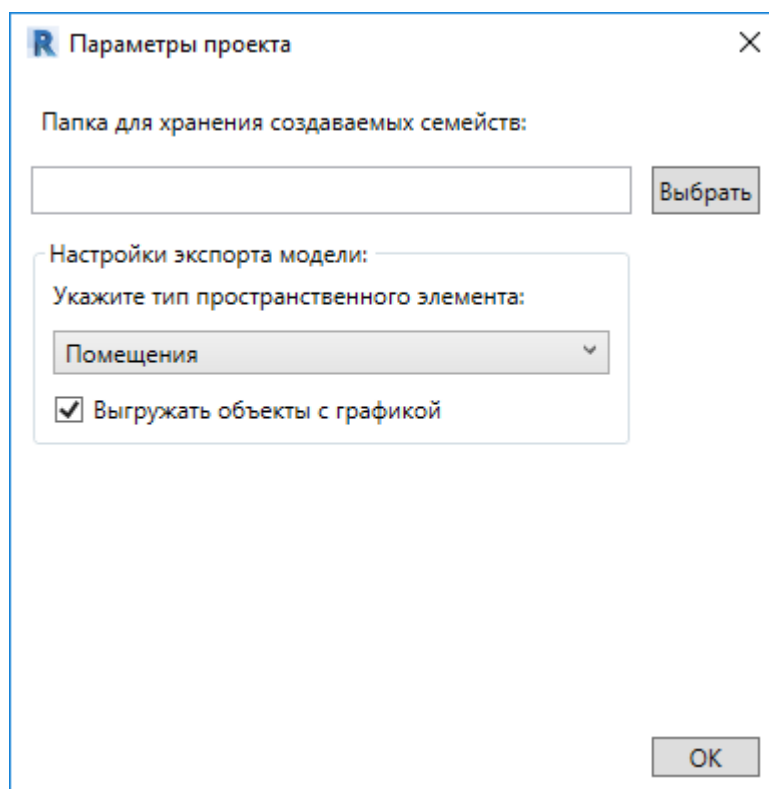 Параметры проекта
Папка для хранения создаваемых семейств:
Выбрать
Настройки экспорта модели:
Укажите тип пространственного элемента:
Помещения
Выгружать объекты с графикой
OK